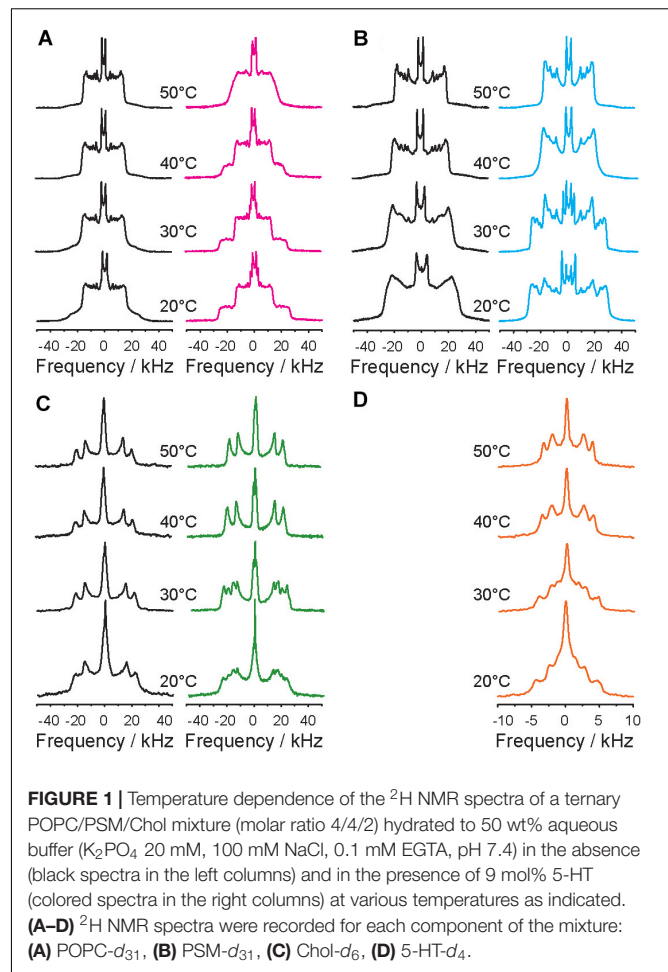 A
B
50°C
50°C
40°C
40°C
30°C
30°C
20°C
20°C
-40 -20 0 20 40 -40 -20 0 20 40
-40 -20 0 20 40 -40 -20 0 20 40
Frequency / kHz Frequency / kHz
Frequency / kHz Frequency / kHz
C
D
50°C
50°C
40°C
40°C
30°C
30°C
20°C
20°C
-40 -20 0 20 40 -40 -20 0 20 40
-10 -5 0 5 10
Frequency / kHz Frequency / kHz
Frequency / kHz
FIGURE 1 | Temperature dependence of the ²H NMR spectra of a ternary
POPC/PSM/Chol mixture (molar ratio 4/4/2) hydrated to 50 wt% aqueous
buffer (K₂PO₄ 20 mM, 100 mM NaCl, 0.1 mM EGTA, pH 7.4) in the absence
(black spectra in the left columns) and in the presence of 9 mol% 5-HT
(colored spectra in the right columns) at various temperatures as indicated.
(A–D) ²H NMR spectra were recorded for each component of the mixture:
(A) POPC-d₃₁, (B) PSM-d₃₁, (C) Chol-d₆, (D) 5-HT-d₄.